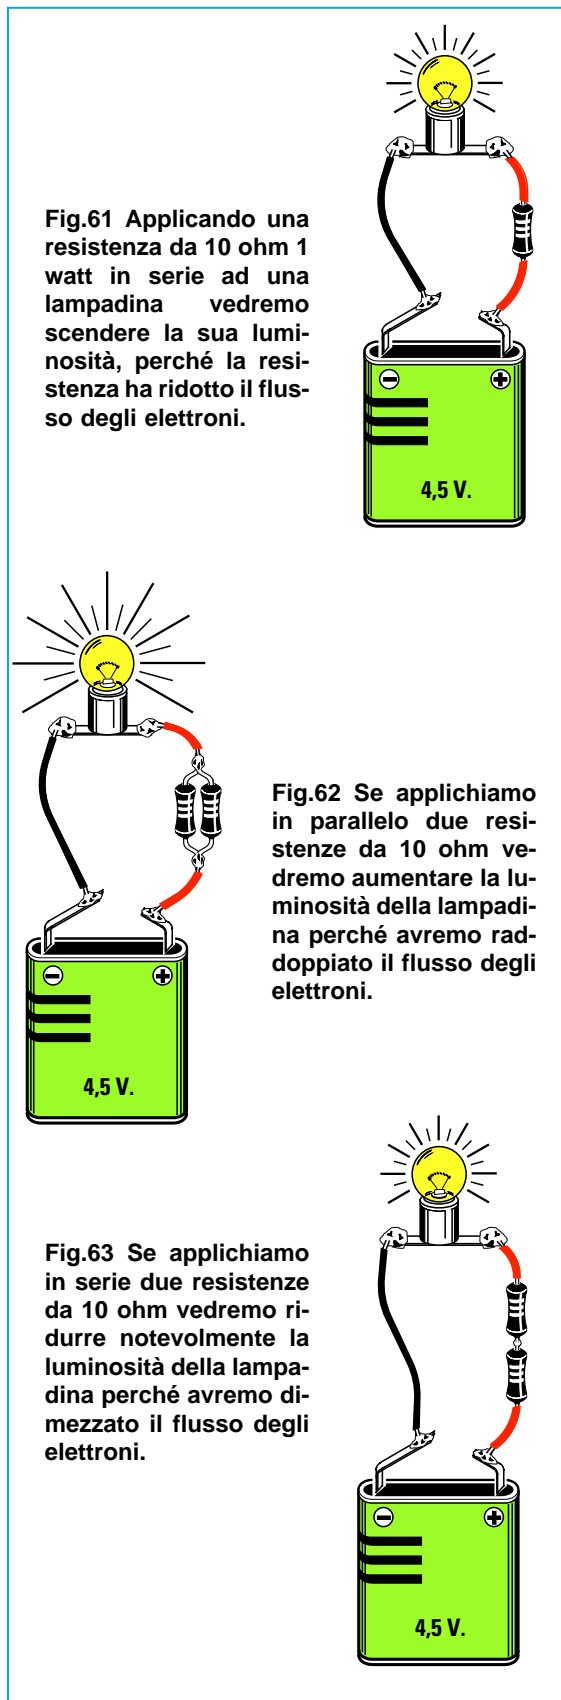 Fig.61 Applicando una
resistenza da 10 ohm 1
watt in serie ad una
lampadina vedremo
scendere la sua lumi-
nosità, perché la resi-
stenza ha ridotto il flus-
so degli elettroni.
4,5 V.
Fig.62 Se applichiamo
in parallelo due resi-
stenze da 10 ohm ve-
dremo aumentare la lu-
minosità della lampadi-
na perché avremo rad-
doppiato il flusso degli
elettroni.
4,5 V.
Fig.63 Se applichiamo
in serie due resistenze
da 10 ohm vedremo ri-
durre notevolmente la
luminosità della lampa-
dina perché avremo di-
mezzato il flusso degli
elettroni.
4,5 V.